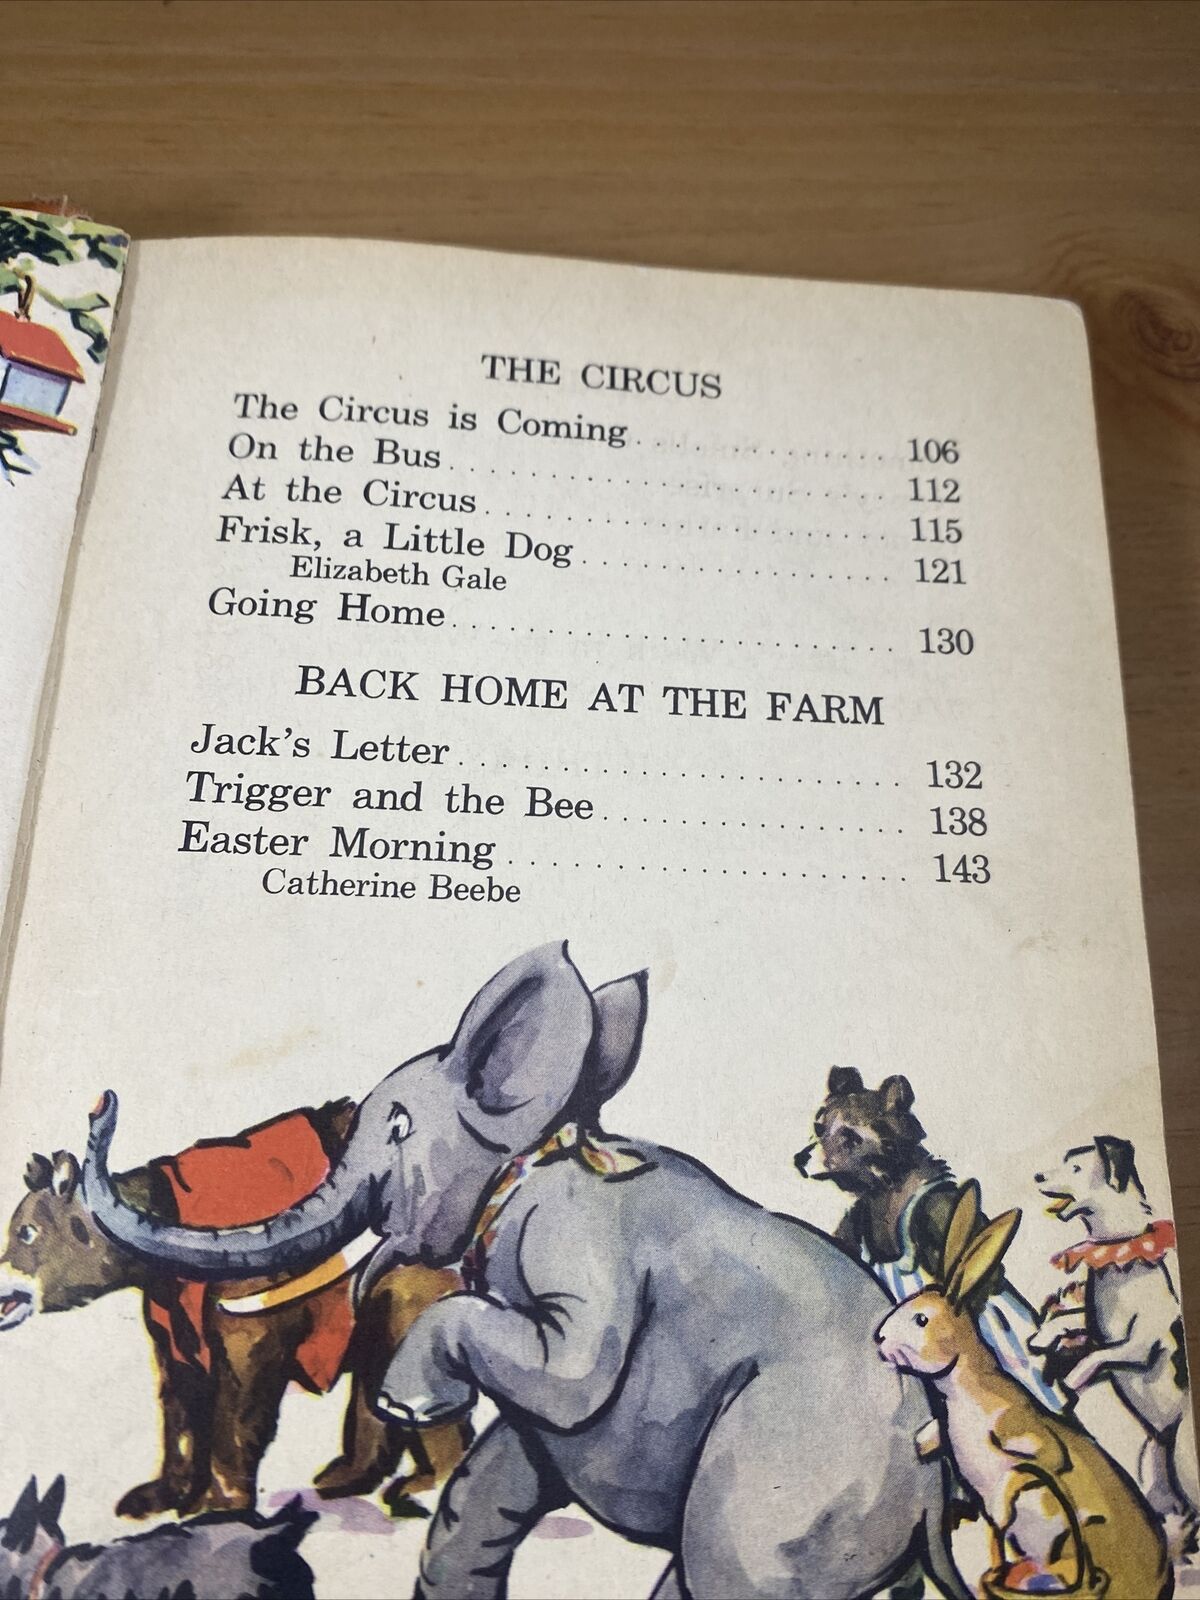 THE CIRCUS
The Circus is Coming . . . . . . . . . . . . 106
On the Bus . . . . . . . . . . . . . . . . . . . . 112
At the Circus . . . . . . . . . . . . . . . . . . 115
Frisk, a Little Dog . . . . . . . . . . . . . . 121
Elizabeth Gale
Going Home . . . . . . . . . . . . . . . . . . . 130
BACK HOME AT THE FARM
Jack's Letter . . . . . . . . . . . . . . . . . . . 132
Trigger and the Bee . . . . . . . . . . . . . 138
Easter Morning . . . . . . . . . . . . . . . . . 143
Catherine Beebe